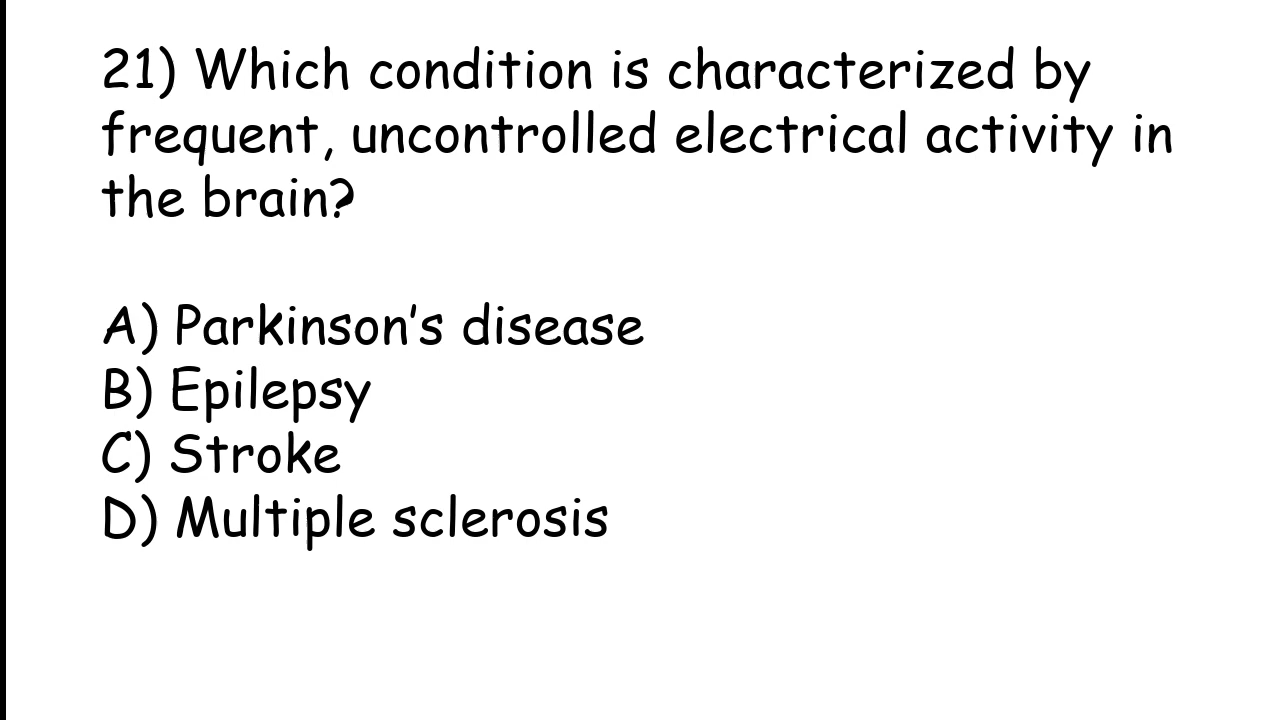 21) Which condition is characterized by
frequent, uncontrolled electrical activity in
the brain?
A) Parkinson's disease
B) Epilepsy
C) Stroke
D) Multiple sclerosis